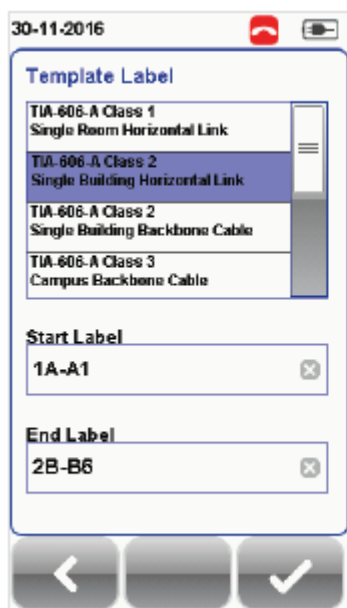 30-11-2016
Template Label
TIA-606-A Class 1
Single Room Horizontal Link
TIA-606-A Class 2
Single Building Horizontal Link
TIA-606-A Class 2
Single Building Backbone Cable
TIA-606-A Class 3
Campus Backbone Cable
Start Label
1A-A1
End Label
2B-B6